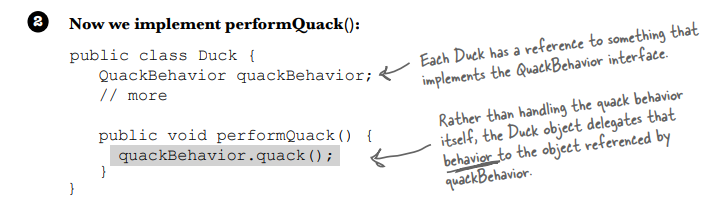 2 Now we implement performQuack():
public class Duck {
QuackBehavior quackBehavior;
// more
public void performQuack() {
quackBehavior.quack();
}
}
Each Duck has a reference to something that
implements the QuackBehavior interface.
Rather than handling the quack behavior
itself, the Duck object delegates that
behavior to the object referenced by
quackBehavior.